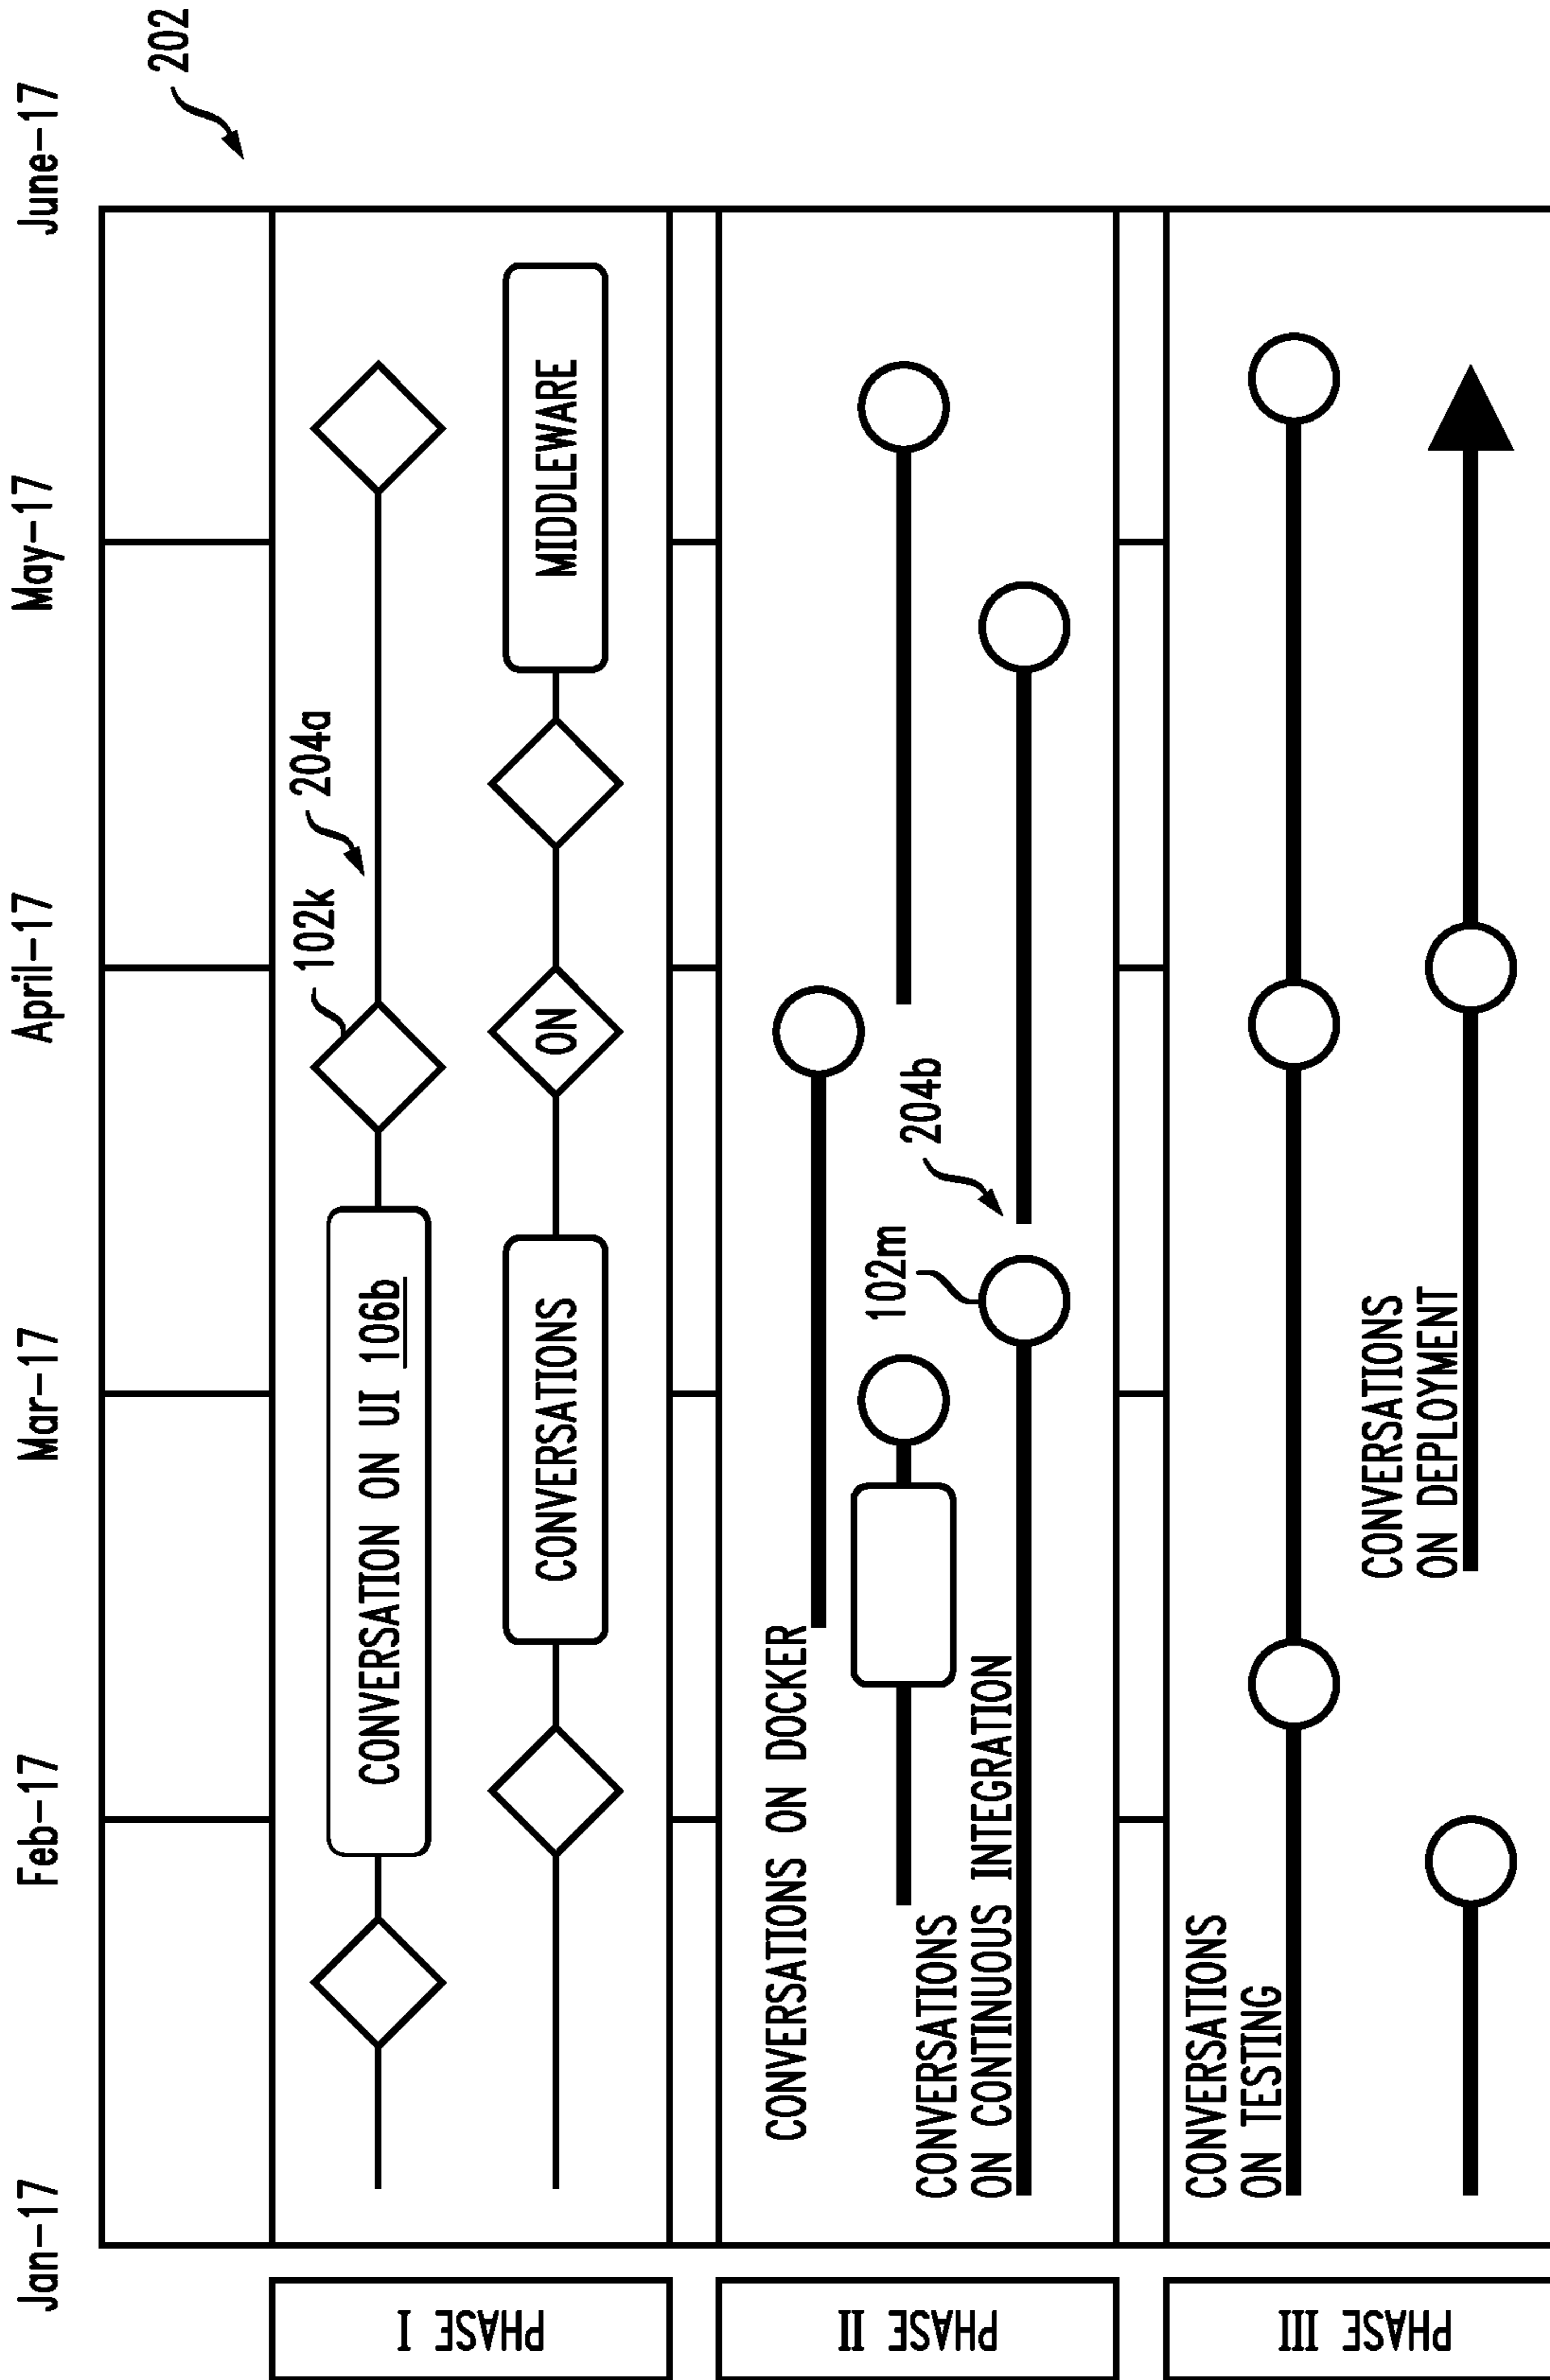 Jan-17
Feb-17
Mar-17
April-17
May-17
June-17
202
PHASE I
CONVERSATION ON UI 106b
102k
204a
CONVERSATIONS
ON
MIDDLEWARE
PHASE II
CONVERSATIONS ON DOCKER
102m
204b
CONVERSATIONS
ON CONTINUOUS INTEGRATION
PHASE III
CONVERSATIONS
ON TESTING
CONVERSATIONS
ON DEPLOYMENT